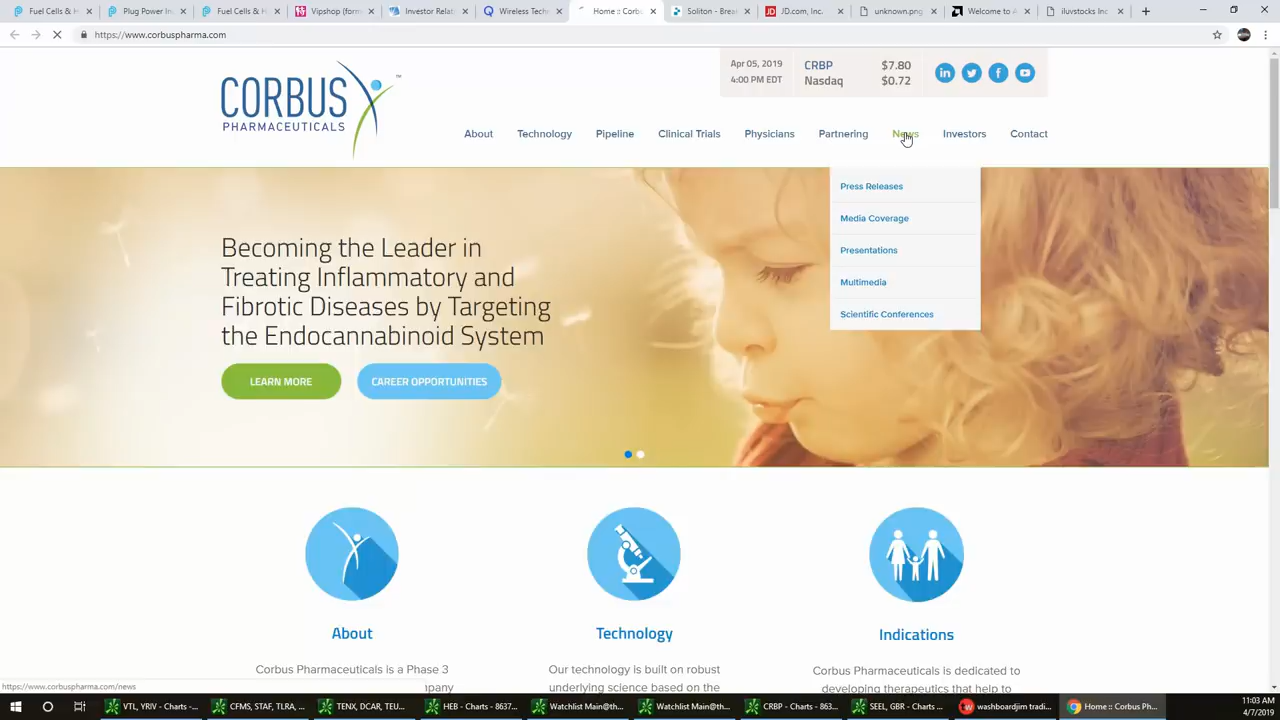 Fuel Cells & H
Plug Power In
Fuel Cells & H
Vipshop (form
Investor Relat
Wireless Tech
Home :: Corb
Soliton - Brea
JD.com, Inc.
unknown.png
Welcome to A
iluvstocks Inc
https://www.corbuspharma.com
CORBUS ™
PHARMACEUTICALS
Apr 05, 2019
4:00 PM EDT
CRBP $7.80
Nasdaq $0.72
About Technology Pipeline Clinical Trials Physicians Partnering News Investors Contact
Press Releases
Media Coverage
Presentations
Multimedia
Scientific Conferences
Becoming the Leader in
Treating Inflammatory and
Fibrotic Diseases by Targeting
the Endocannabinoid System
LEARN MORE
CAREER OPPORTUNITIES
About
Technology
Indications
Corbus Pharmaceuticals is a Phase 3
mpany
Our technology is built on robust
underlying science based on the
Corbus Pharmaceuticals is dedicated to
developing therapeutics that help to
https://www.corbuspharma.com/news
VTL, YRIV - Charts -...
CFMS, STAF, TLRA, ...
TENX, DCAR, TEU...
HEB - Charts - 8637...
Watchlist Main@th...
Watchlist Main@th...
CRBP - Charts - 863...
SEEL, GBR - Charts ...
washboardjim tradi...
Home :: Corbus Ph...
11:03 AM
4/7/2019